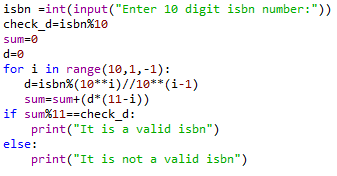 isbn =int(input("Enter 10 digit isbn number:"))
check_d=isbn%10
sum=0
d=0
for i in range(10,1,-1):
    d=isbn%(10**i)//10**(i-1)
    sum=sum+(d*(11-i))
if sum%11==check_d:
    print("It is a valid isbn")
else:
    print("It is not a valid isbn")